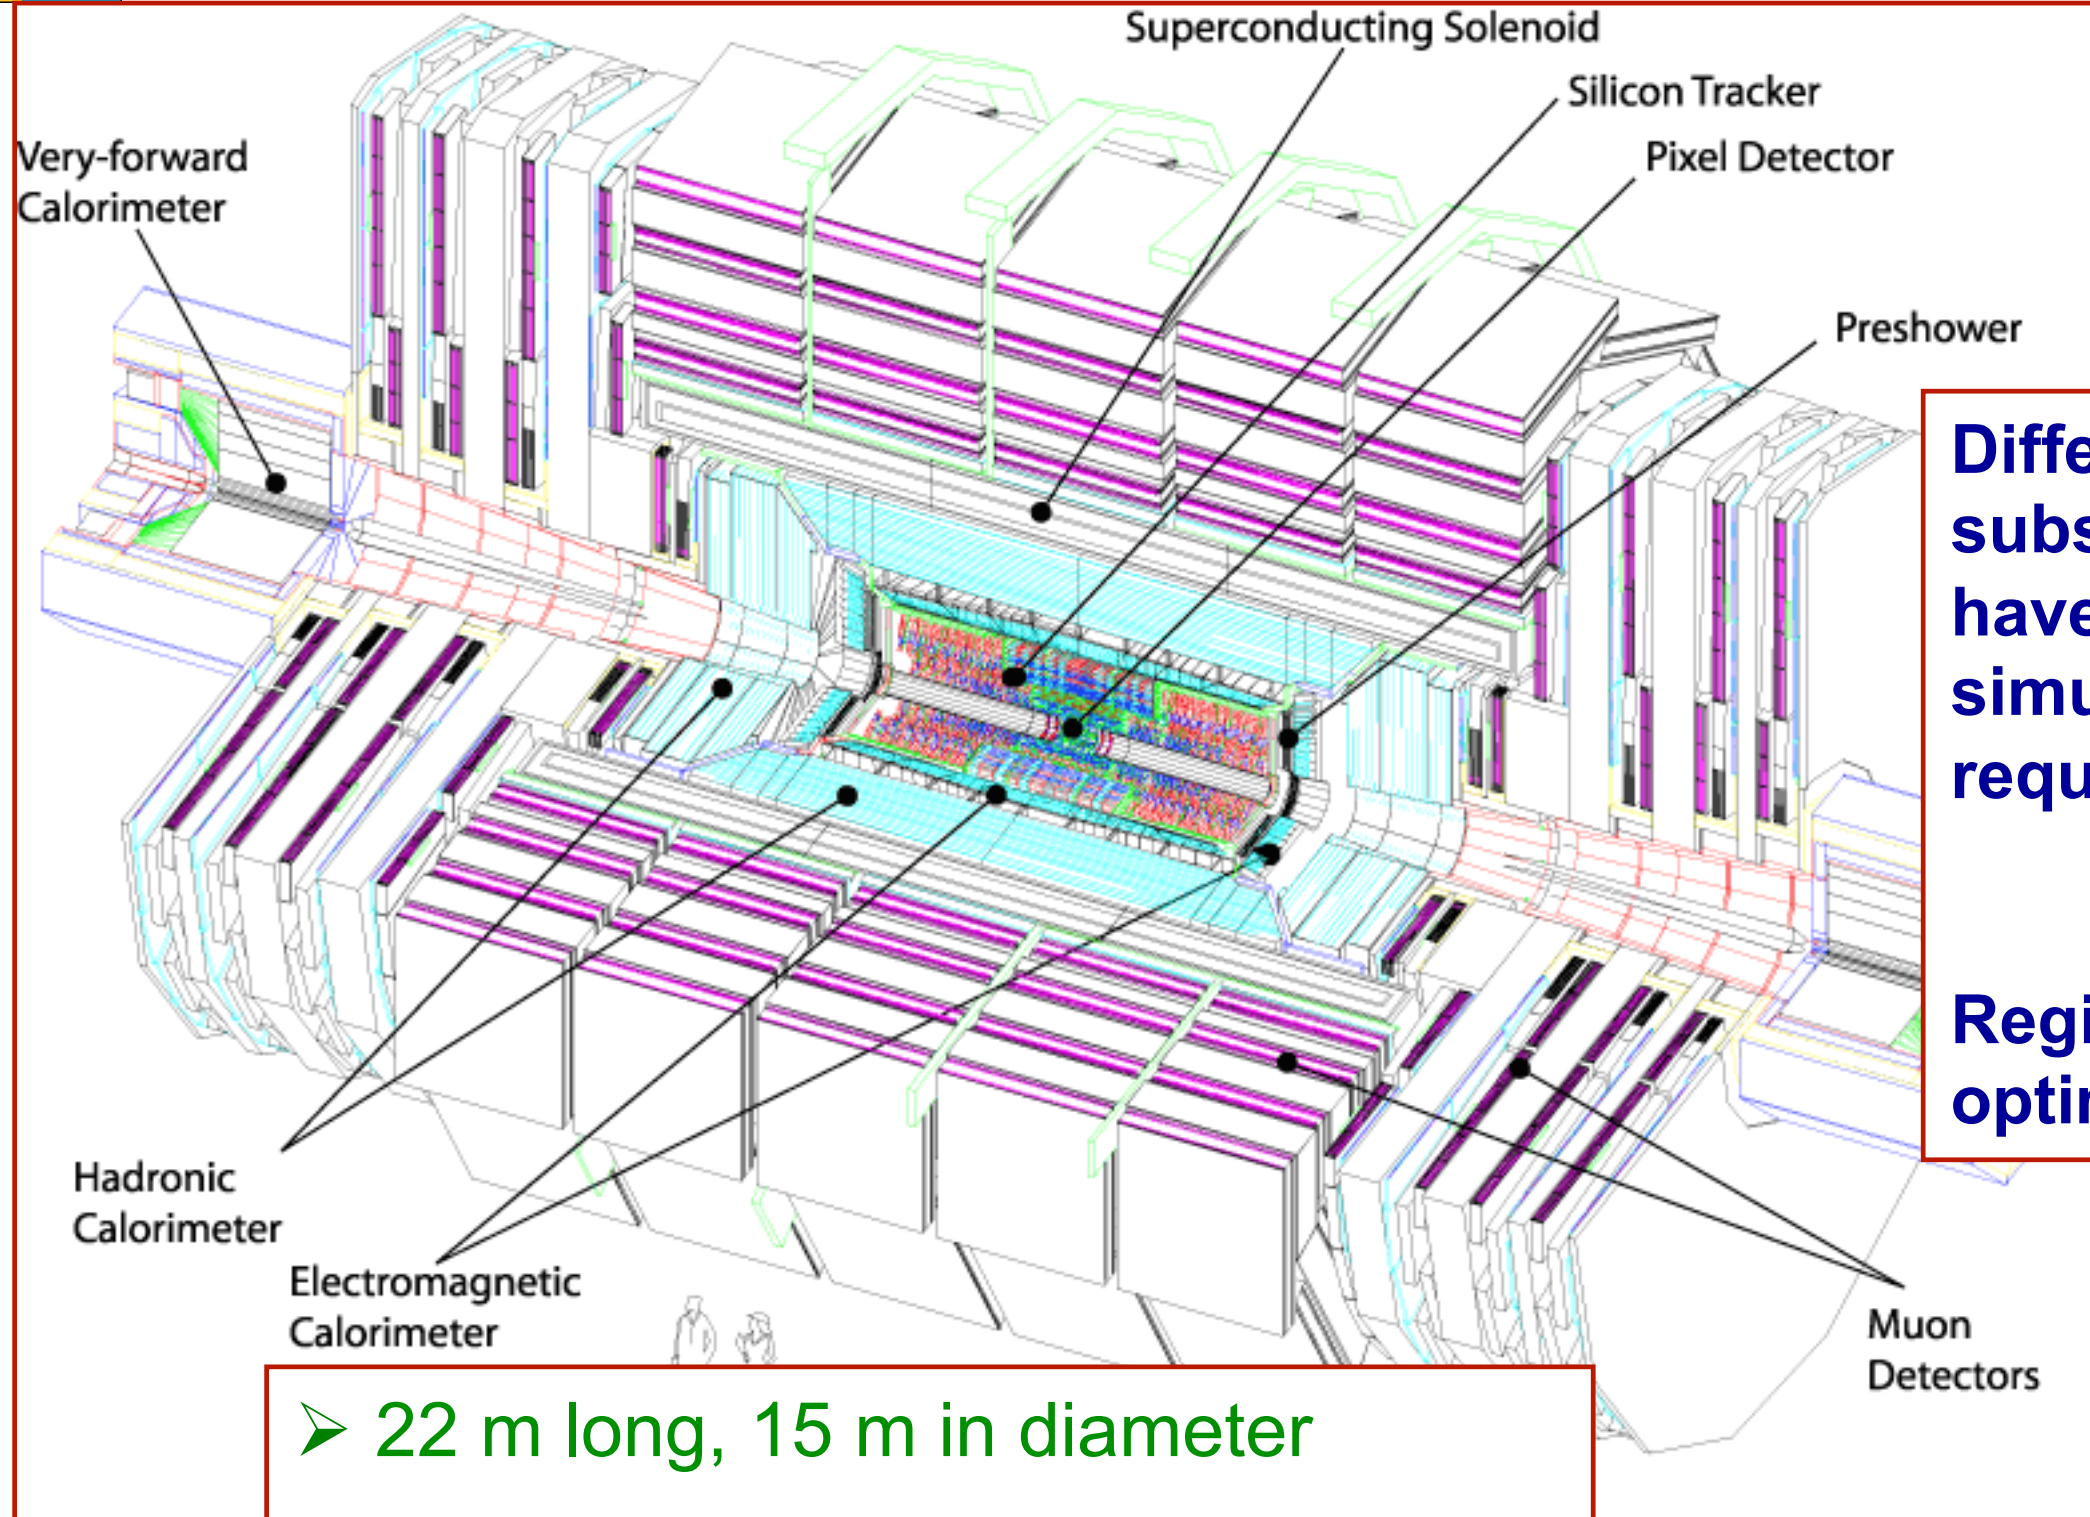 Superconducting Solenoid
Silicon Tracker
Pixel Detector
Very-forward
Calorimeter
Preshower
Hadronic
Calorimeter
Electromagnetic
Calorimeter
Muon
Detectors
have
➢ 22 m long, 15 m in diameter